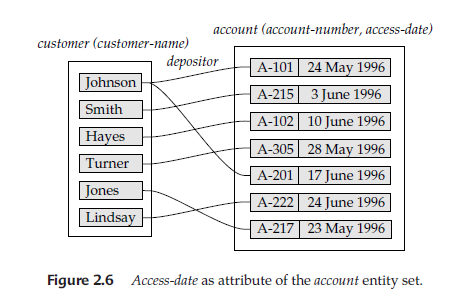 account (account-number, access-date)
customer (customer-name)
depositor
Johnson
Smith
Hayes
Turner
Jones
Lindsay
A-101 24 May 1996
A-215 3 June 1996
A-102 10 June 1996
A-305 28 May 1996
A-201 17 June 1996
A-222 24 June 1996
A-217 23 May 1996
Figure 2.6 Access-date as attribute of the account entity set.